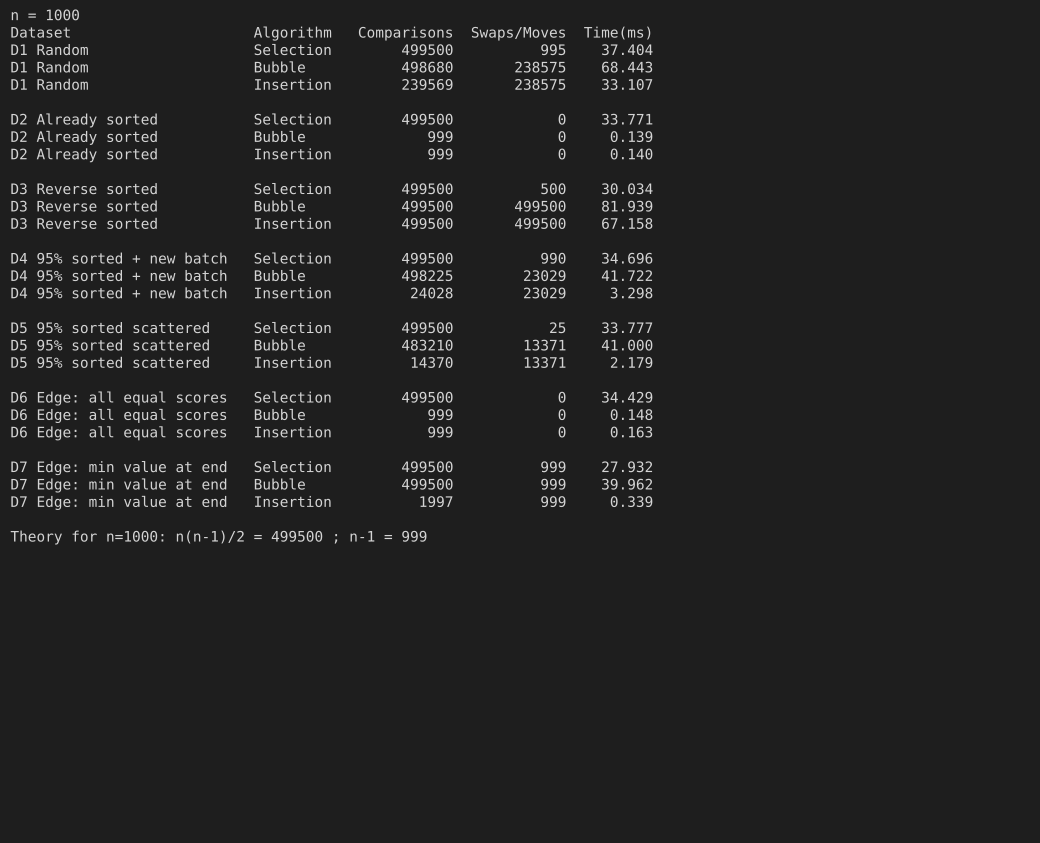 n = 1000
Dataset                     Algorithm   Comparisons  Swaps/Moves  Time(ms)
D1 Random                   Selection        499500          995    37.404
D1 Random                   Bubble           498680       238575    68.443
D1 Random                   Insertion        239569       238575    33.107

D2 Already sorted           Selection        499500            0    33.771
D2 Already sorted           Bubble              999            0     0.139
D2 Already sorted           Insertion           999            0     0.140

D3 Reverse sorted           Selection        499500          500    30.034
D3 Reverse sorted           Bubble           499500       499500    81.939
D3 Reverse sorted           Insertion        499500       499500    67.158

D4 95% sorted + new batch   Selection        499500          990    34.696
D4 95% sorted + new batch   Bubble           498225        23029    41.722
D4 95% sorted + new batch   Insertion         24028        23029     3.298

D5 95% sorted scattered     Selection        499500           25    33.777
D5 95% sorted scattered     Bubble           483210        13371    41.000
D5 95% sorted scattered     Insertion         14370        13371     2.179

D6 Edge: all equal scores   Selection        499500            0    34.429
D6 Edge: all equal scores   Bubble              999            0     0.148
D6 Edge: all equal scores   Insertion           999            0     0.163

D7 Edge: min value at end   Selection        499500          999    27.932
D7 Edge: min value at end   Bubble           499500          999    39.962
D7 Edge: min value at end   Insertion          1997          999     0.339

Theory for n=1000: n(n-1)/2 = 499500 ; n-1 = 999